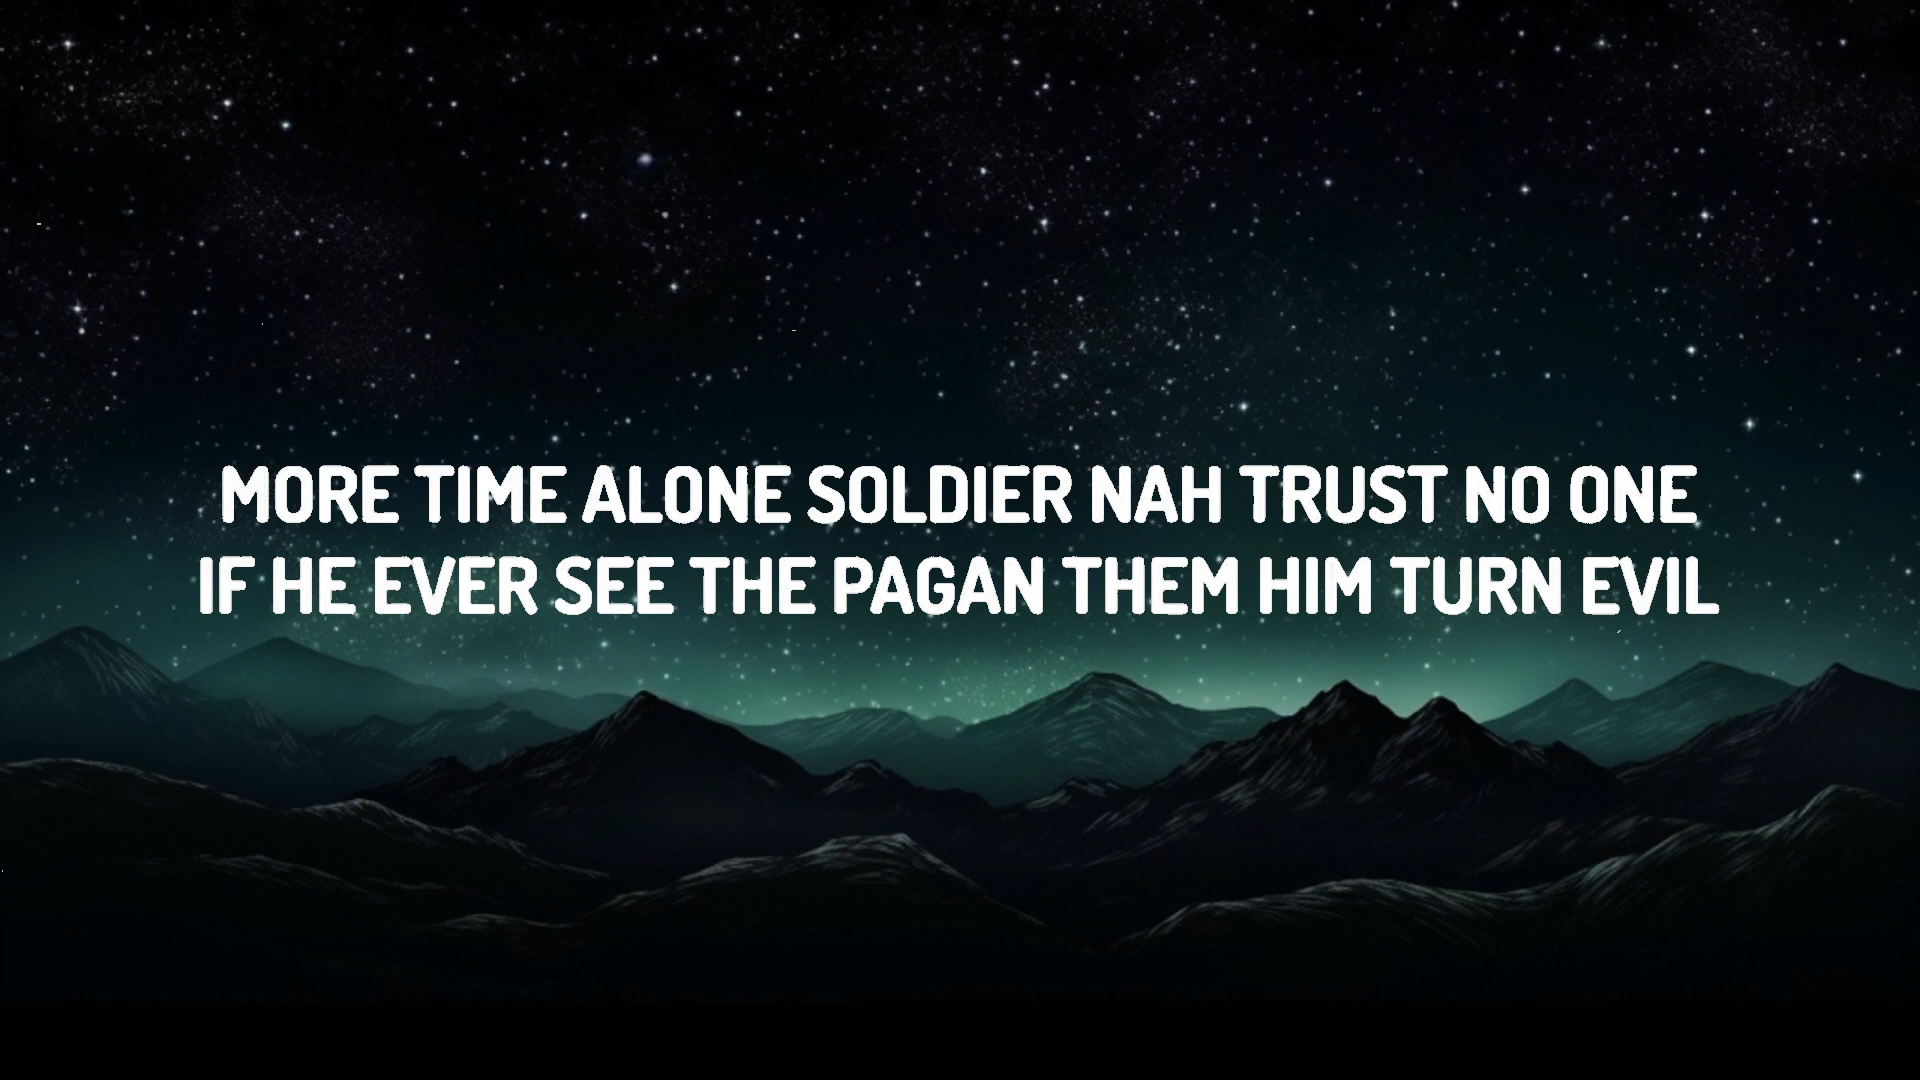 MORE TIME ALONE SOLDIER NAH TRUST NO ONE
IF HE EVER SEE THE PAGAN THEM HIM TURN EVIL